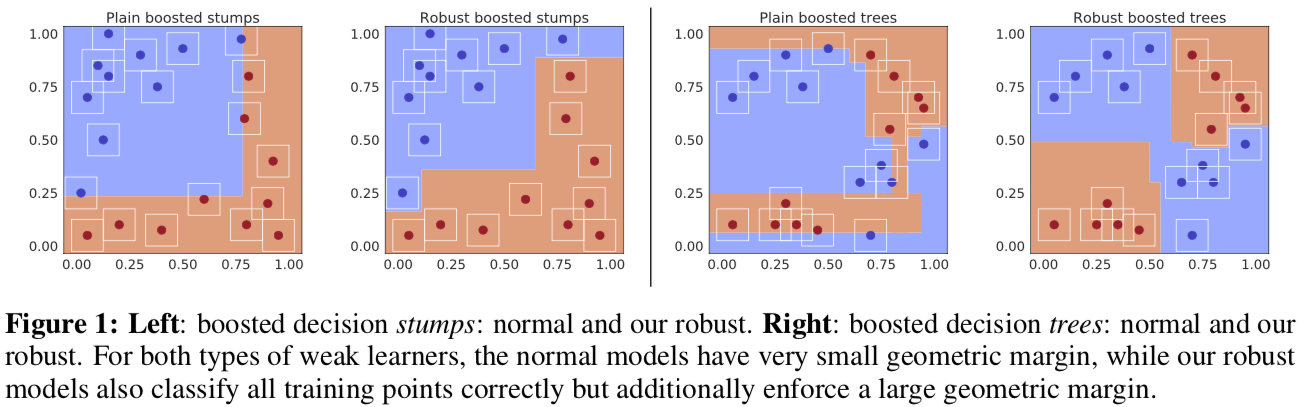 Plain boosted stumps
Robust boosted stumps
Plain boosted trees
Robust boosted trees
1.00
0.75
0.50
0.25
0.00
0.00 0.25 0.50 0.75 1.00
1.00
0.75
0.50
0.25
0.00
0.00 0.25 0.50 0.75 1.00
1.00
0.75
0.50
0.25
0.00
0.00 0.25 0.50 0.75 1.00
1.00
0.75
0.50
0.25
0.00
0.00 0.25 0.50 0.75 1.00
Figure 1: Left: boosted decision stumps: normal and our robust. Right: boosted decision trees: normal and our
robust. For both types of weak learners, the normal models have very small geometric margin, while our robust
models also classify all training points correctly but additionally enforce a large geometric margin.